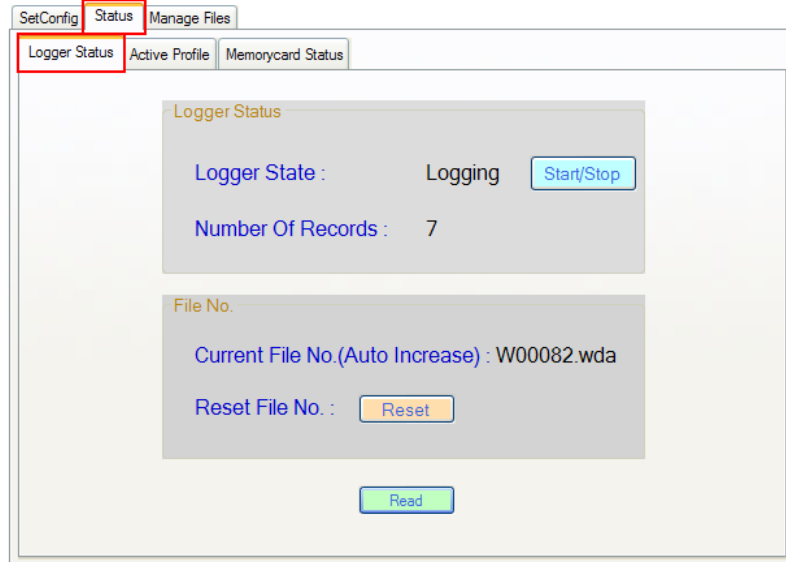 SetConfig Status Manage Files
Logger Status Active Profile Memorycard Status
Logger Status
Logger State : Logging Start/Stop
Number Of Records : 7
File No.
Current File No.(Auto Increase) : W00082.wda
Reset File No. : Reset
Read